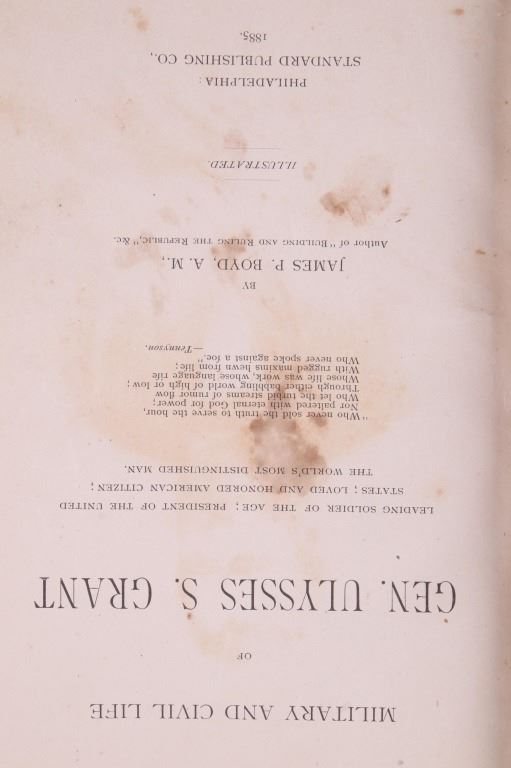 MILITARY AND CIVIL LIFE
OF
GEN. ULYSSES S. GRANT
LEADING SOLDIER OF THE AGE; PRESIDENT OF THE UNITED
STATES; LOVED AND HONORED AMERICAN CITIZEN;
THE WORLD'S MOST DISTINGUISHED MAN.
"Who never sold the truth to serve the hour,
Nor paltered with eternal God for power;
Who let the turbid streams of rumor flow
Through either babbling world of high or low;
Whose life was work, whose language rife
With rugged maxims hewn from life;
Who never spoke against a foe."
—Tennyson.
BY
JAMES P. BOYD, A. M.,
Author of "Building and Ruling the Republic," &c.
ILLUSTRATED.
PHILADELPHIA:
STANDARD PUBLISHING CO.,
1885.